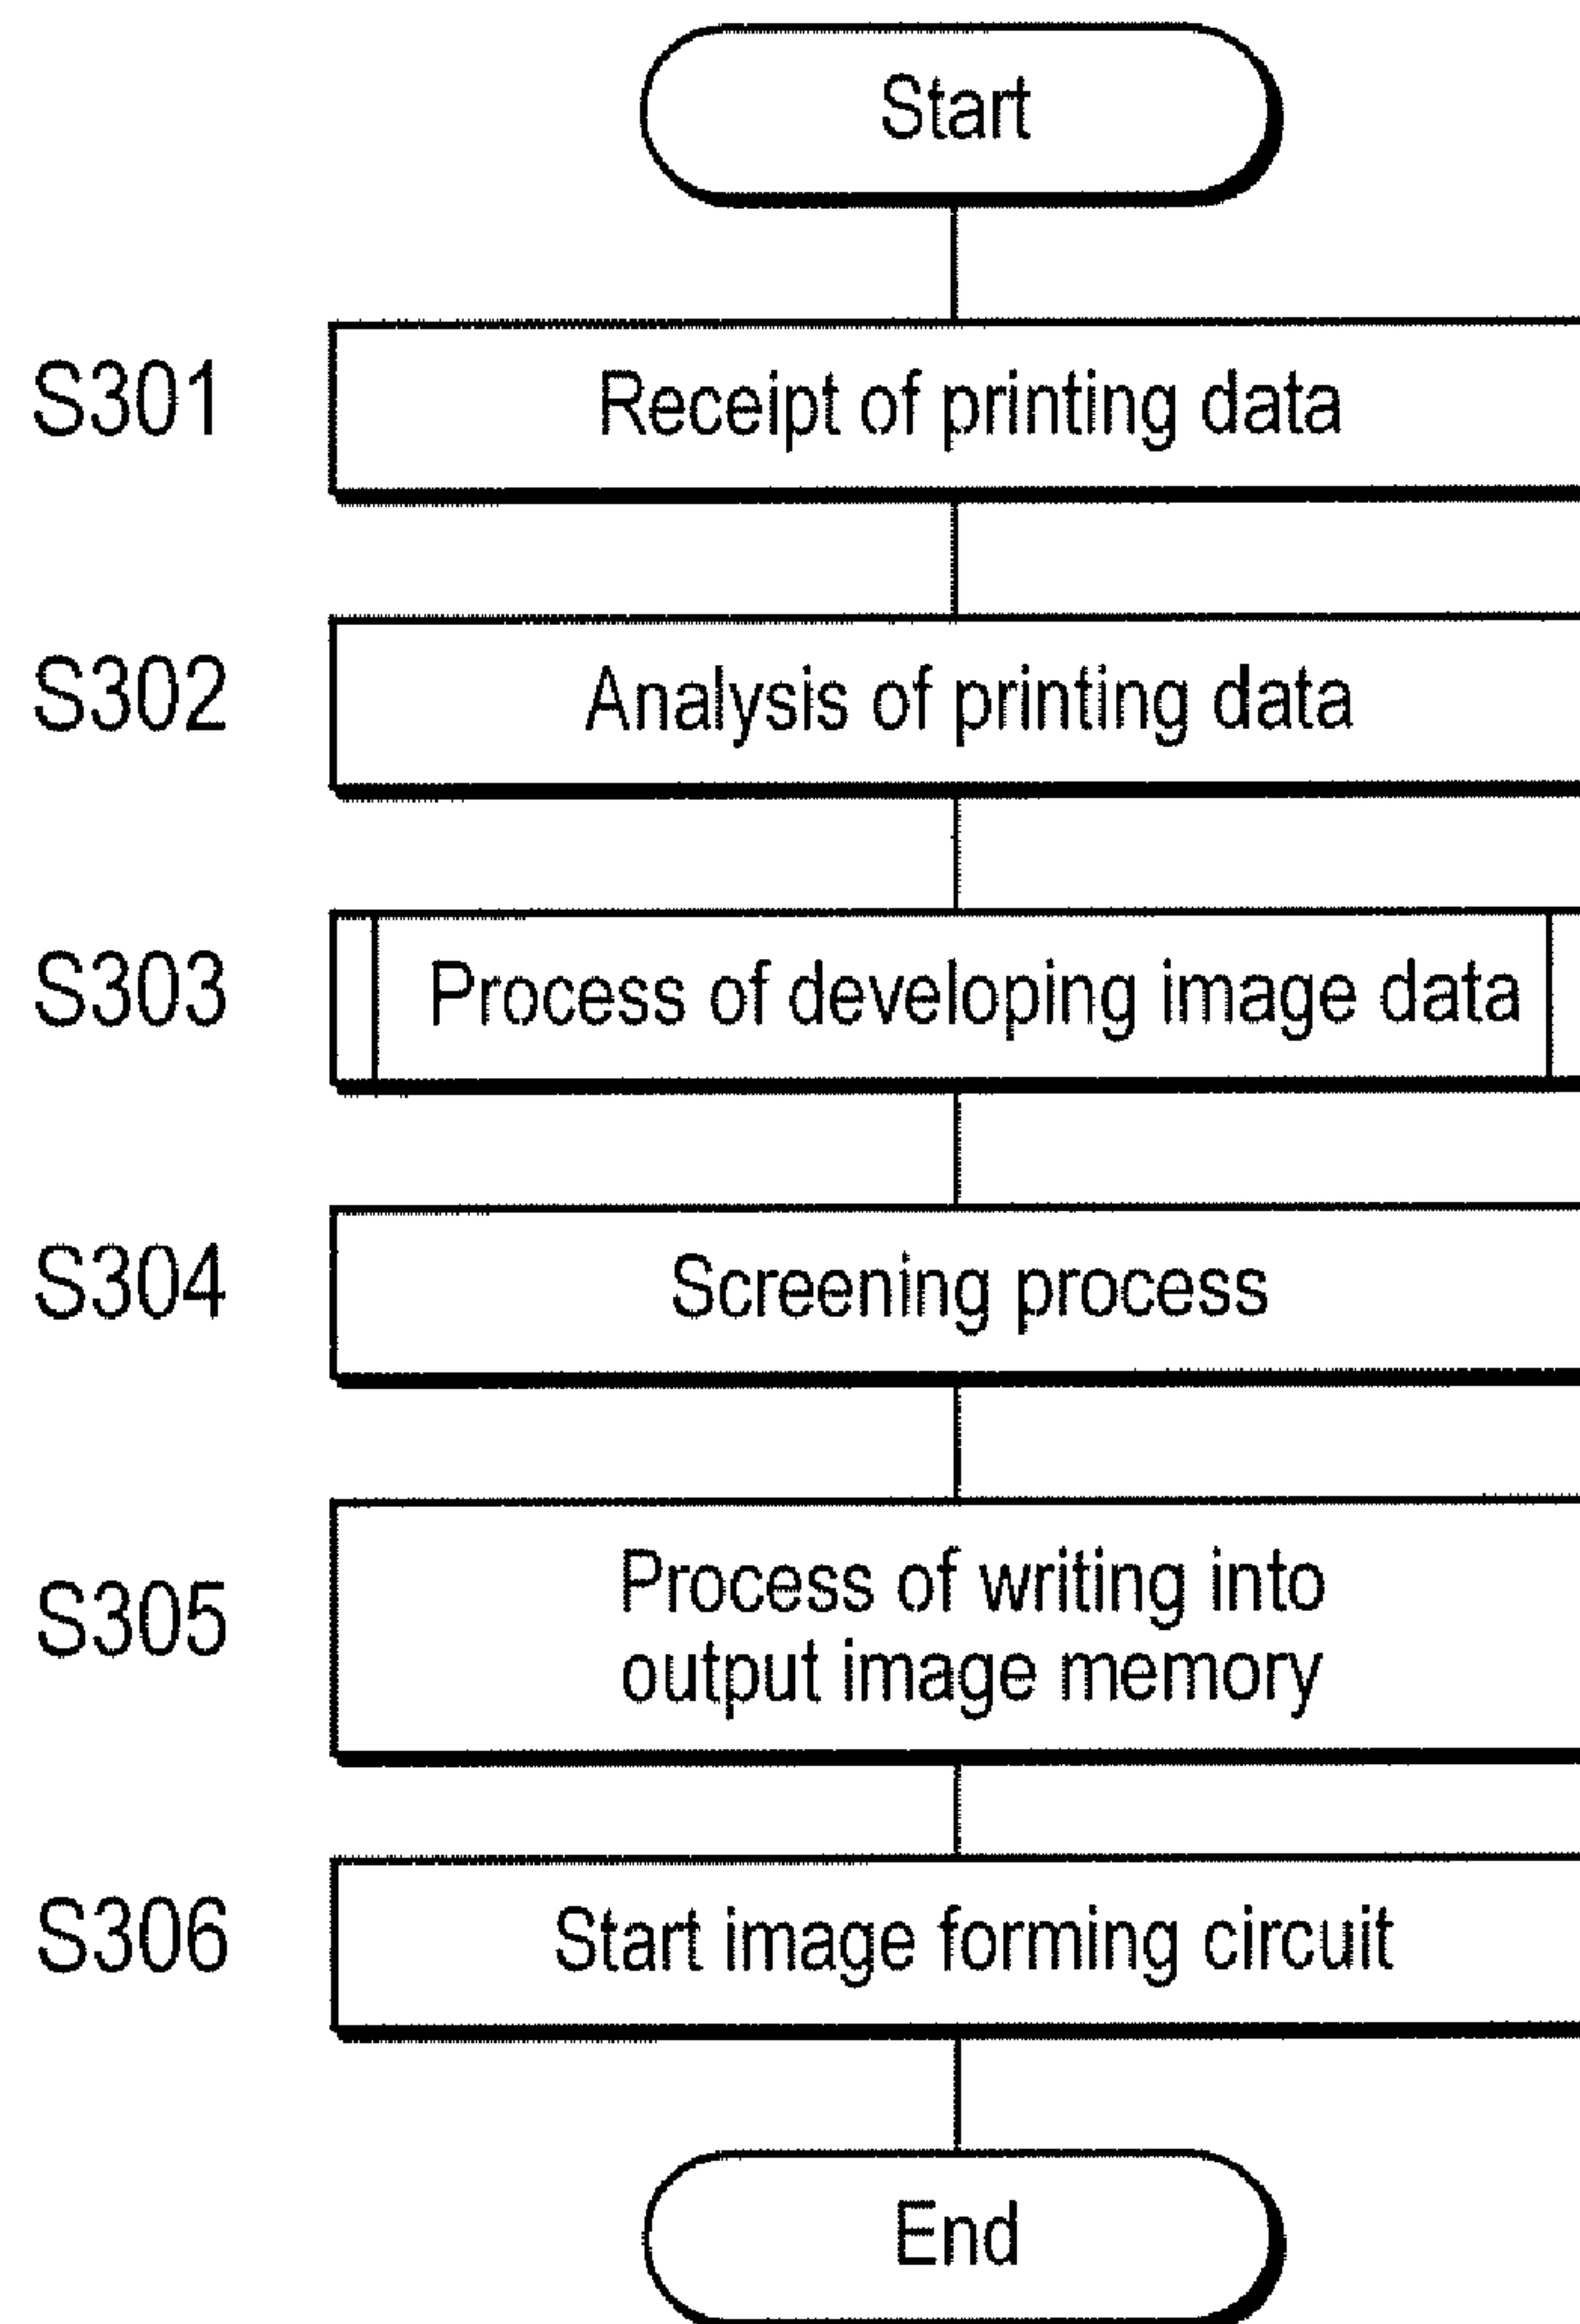 Start
S301 Receipt of printing data
S302 Analysis of printing data
S303 Process of developing image data
S304 Screening process
S305 Process of writing into
output image memory
S306 Start image forming circuit
End